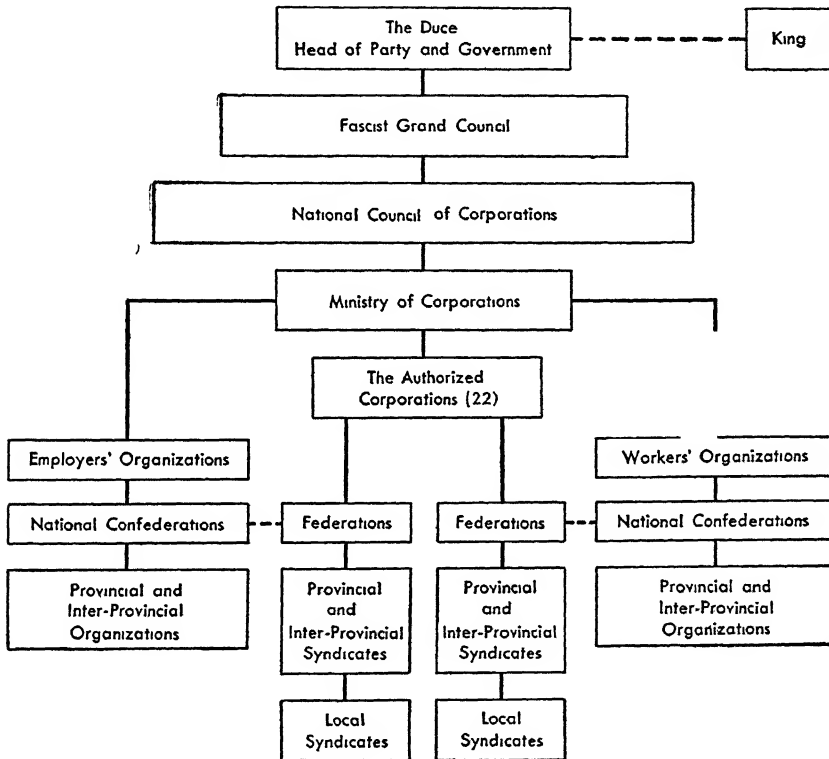 The Duce
Head of Party and Government
King
Fascist Grand Council
National Council of Corporations
Ministry of Corporations
The Authorized
Corporations (22)
Employers' Organizations
Workers' Organizations
National Confederations
Federations
Federations
National Confederations
Provincial and
Inter-Provincial
Organizations
Provincial
and
Inter-Provincial
Syndicates
Provincial
and
Inter-Provincial
Syndicates
Provincial and
Inter-Provincial
Organizations
Local
Syndicates
Local
Syndicates